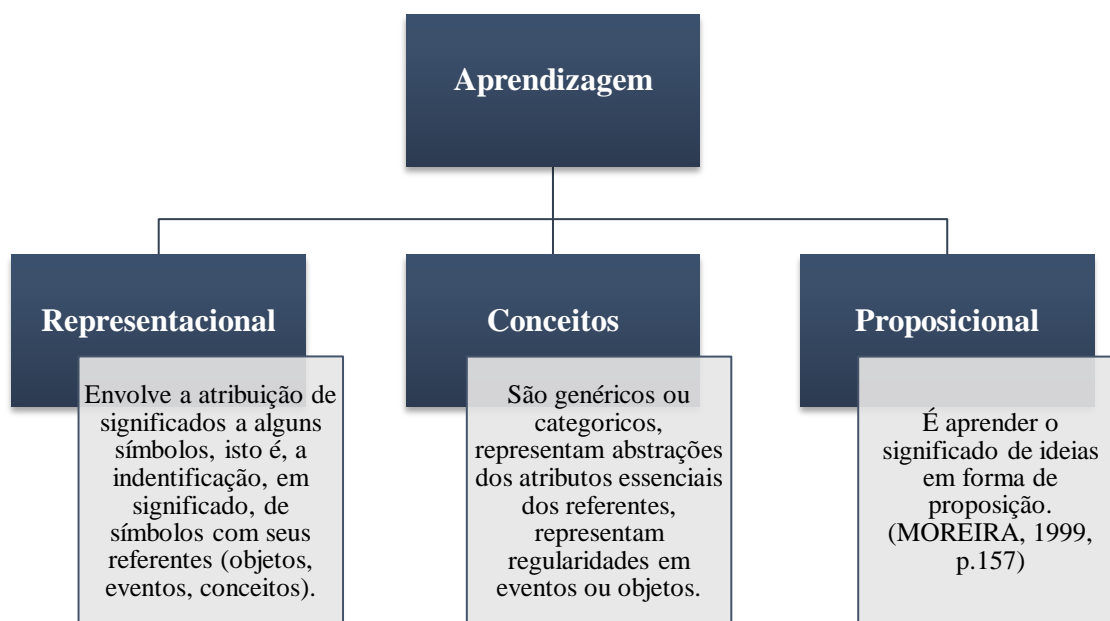 Aprendizagem
Representacional
Envolve a atribuição de
significados a alguns
símbolos, isto é, a
indentificação, em
significado, de
símbolos com seus
referentes (objetos,
eventos, conceitos).
Conceitos
São genéricos ou
categoricos,
representam abstrações
dos atributos essenciais
dos referentes,
representam
regularidades em
eventos ou objetos.
Proposicional
É aprender o
significado de ideias
em forma de
proposição.
(MOREIRA, 1999,
p.157)